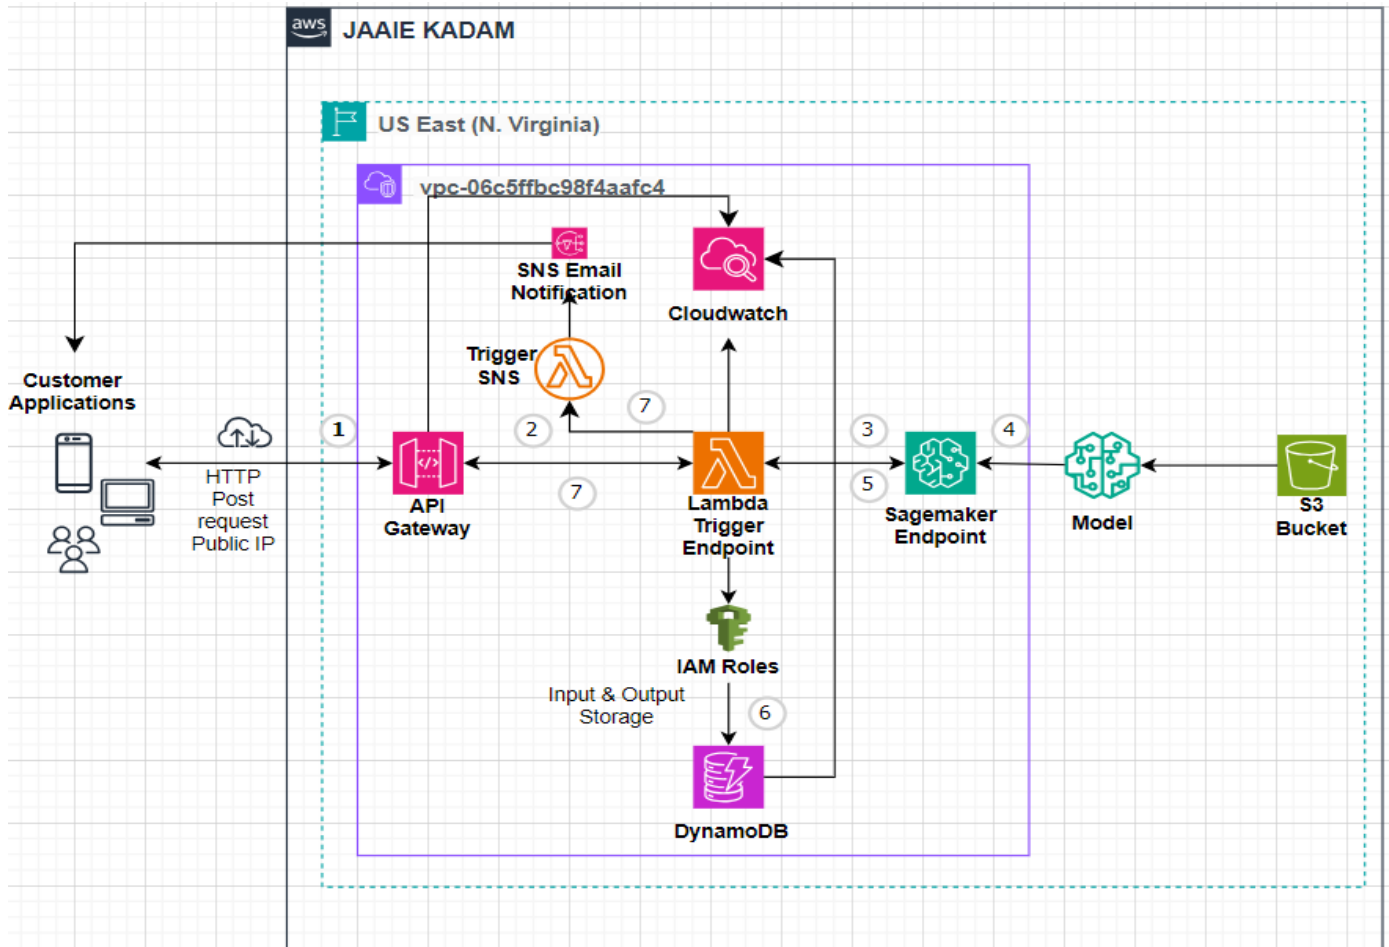 aws
JAAIE KADAM
US East (N. Virginia)
vpc-06c5ffbc98f4aafc4
SNS Email
Notification
Cloudwatch
Trigger
SNS
Customer
Applications
1
2
7
3
4
HTTP
Post
request
Public IP
API
Gateway
7
Lambda
Trigger
Endpoint
5
Sagemaker
Endpoint
Model
S3
Bucket
IAM Roles
Input & Output
Storage
6
DynamoDB